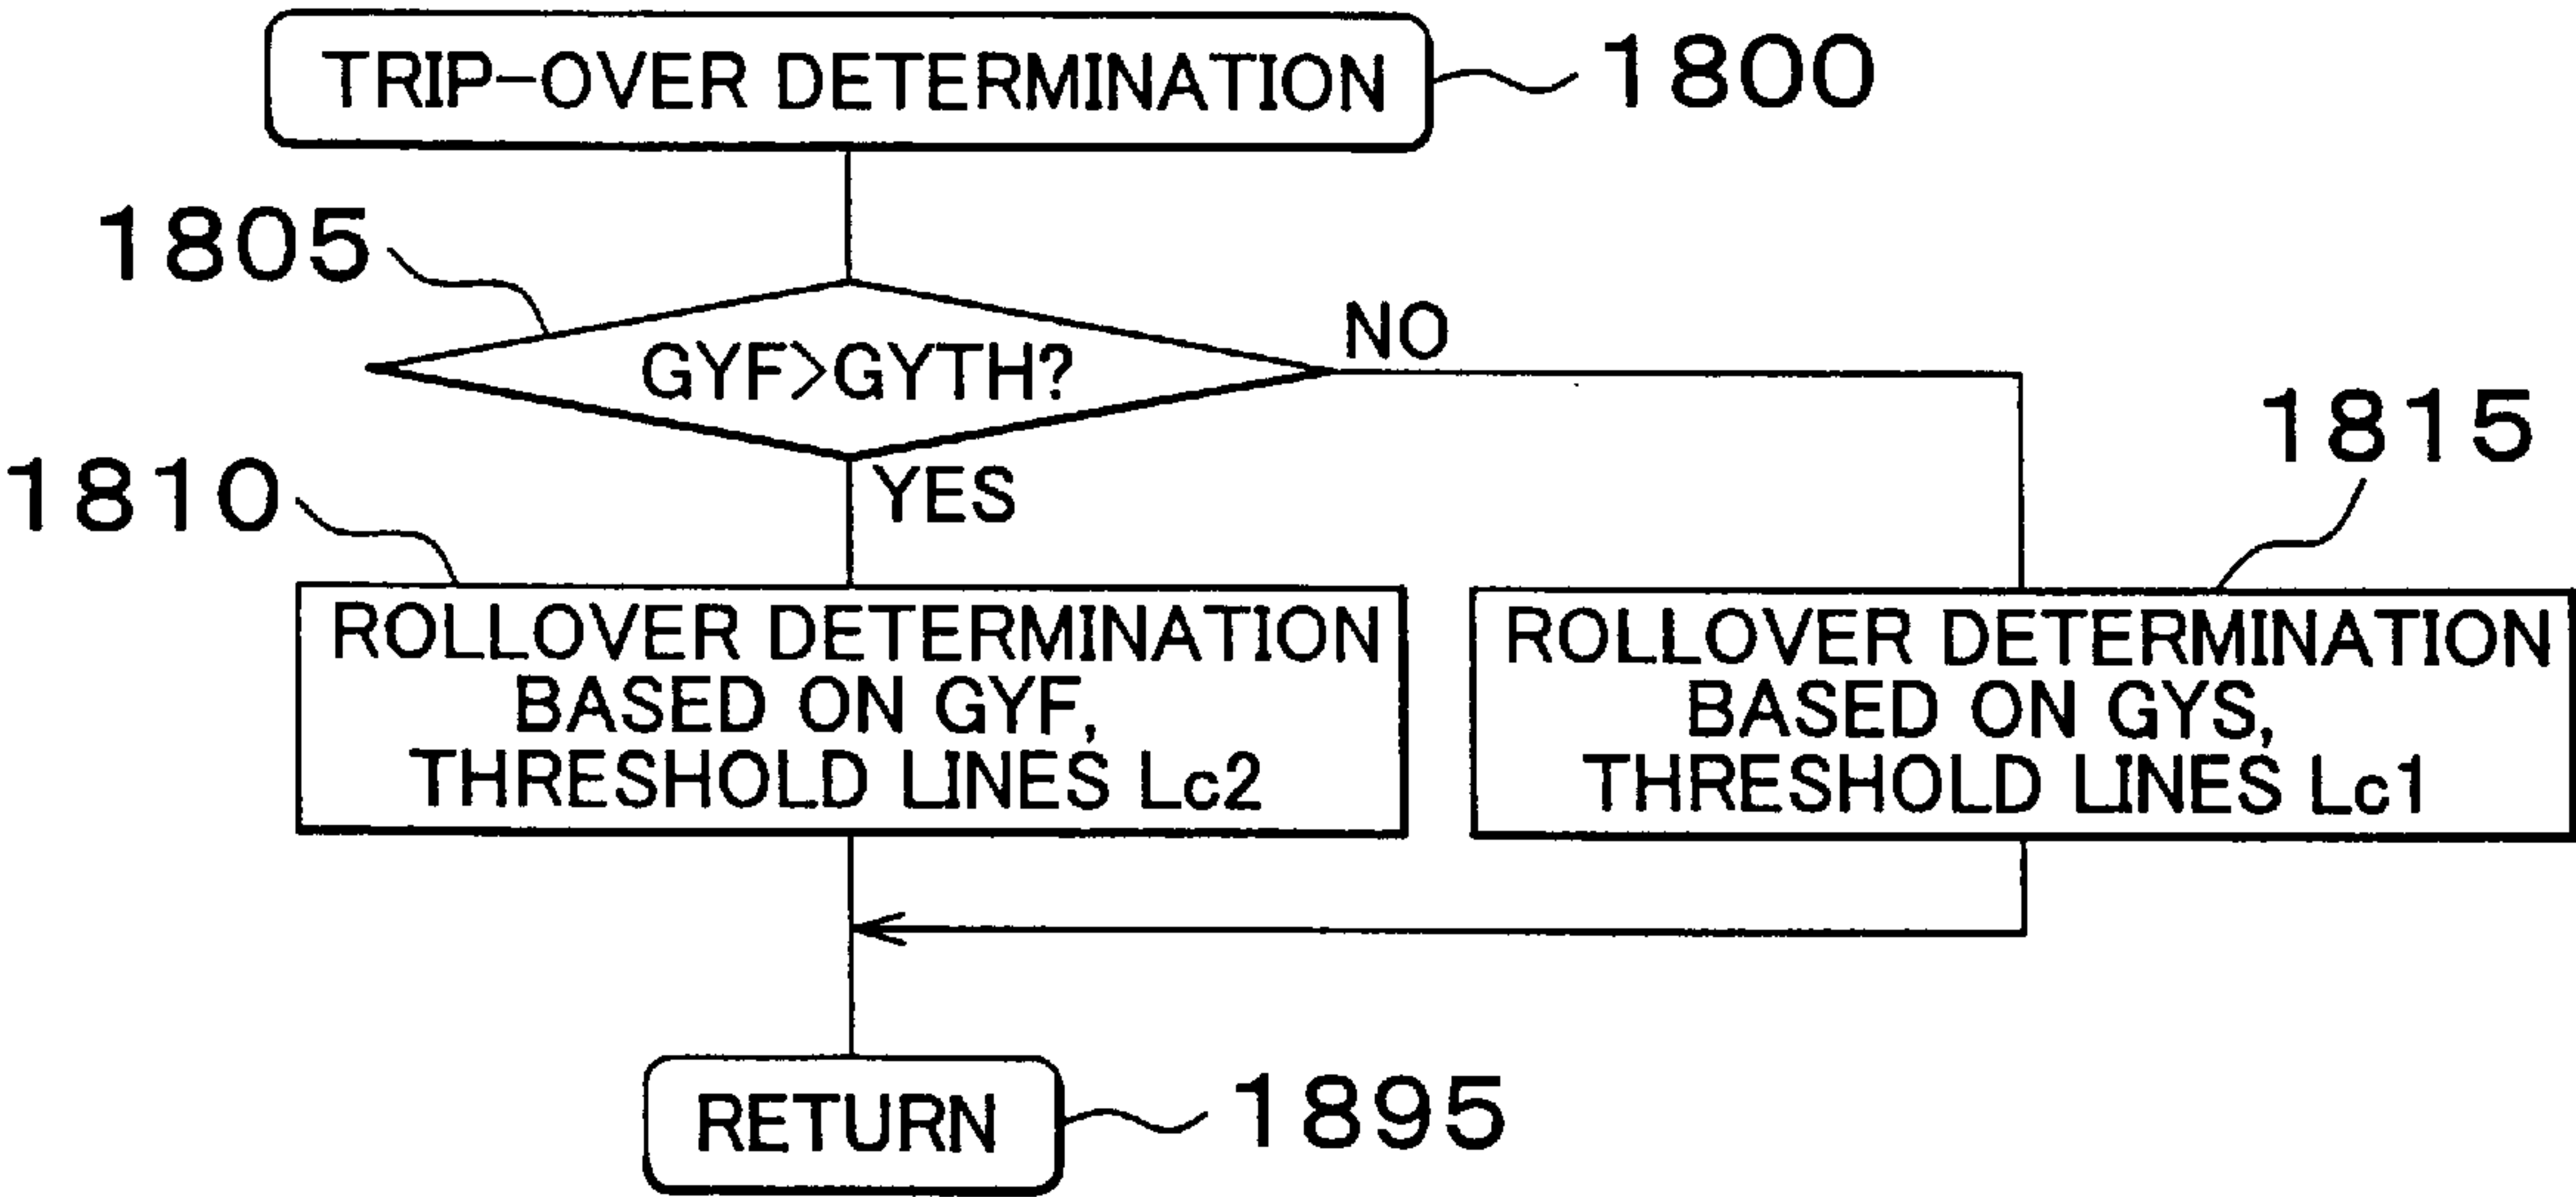 TRIP-OVER DETERMINATION
1800
1805
GYF>GYTH?
NO
YES
1810
1815
ROLLOVER DETERMINATION
BASED ON GYF,
THRESHOLD LINES Lc2
ROLLOVER DETERMINATION
BASED ON GYS,
THRESHOLD LINES Lc1
RETURN
1895